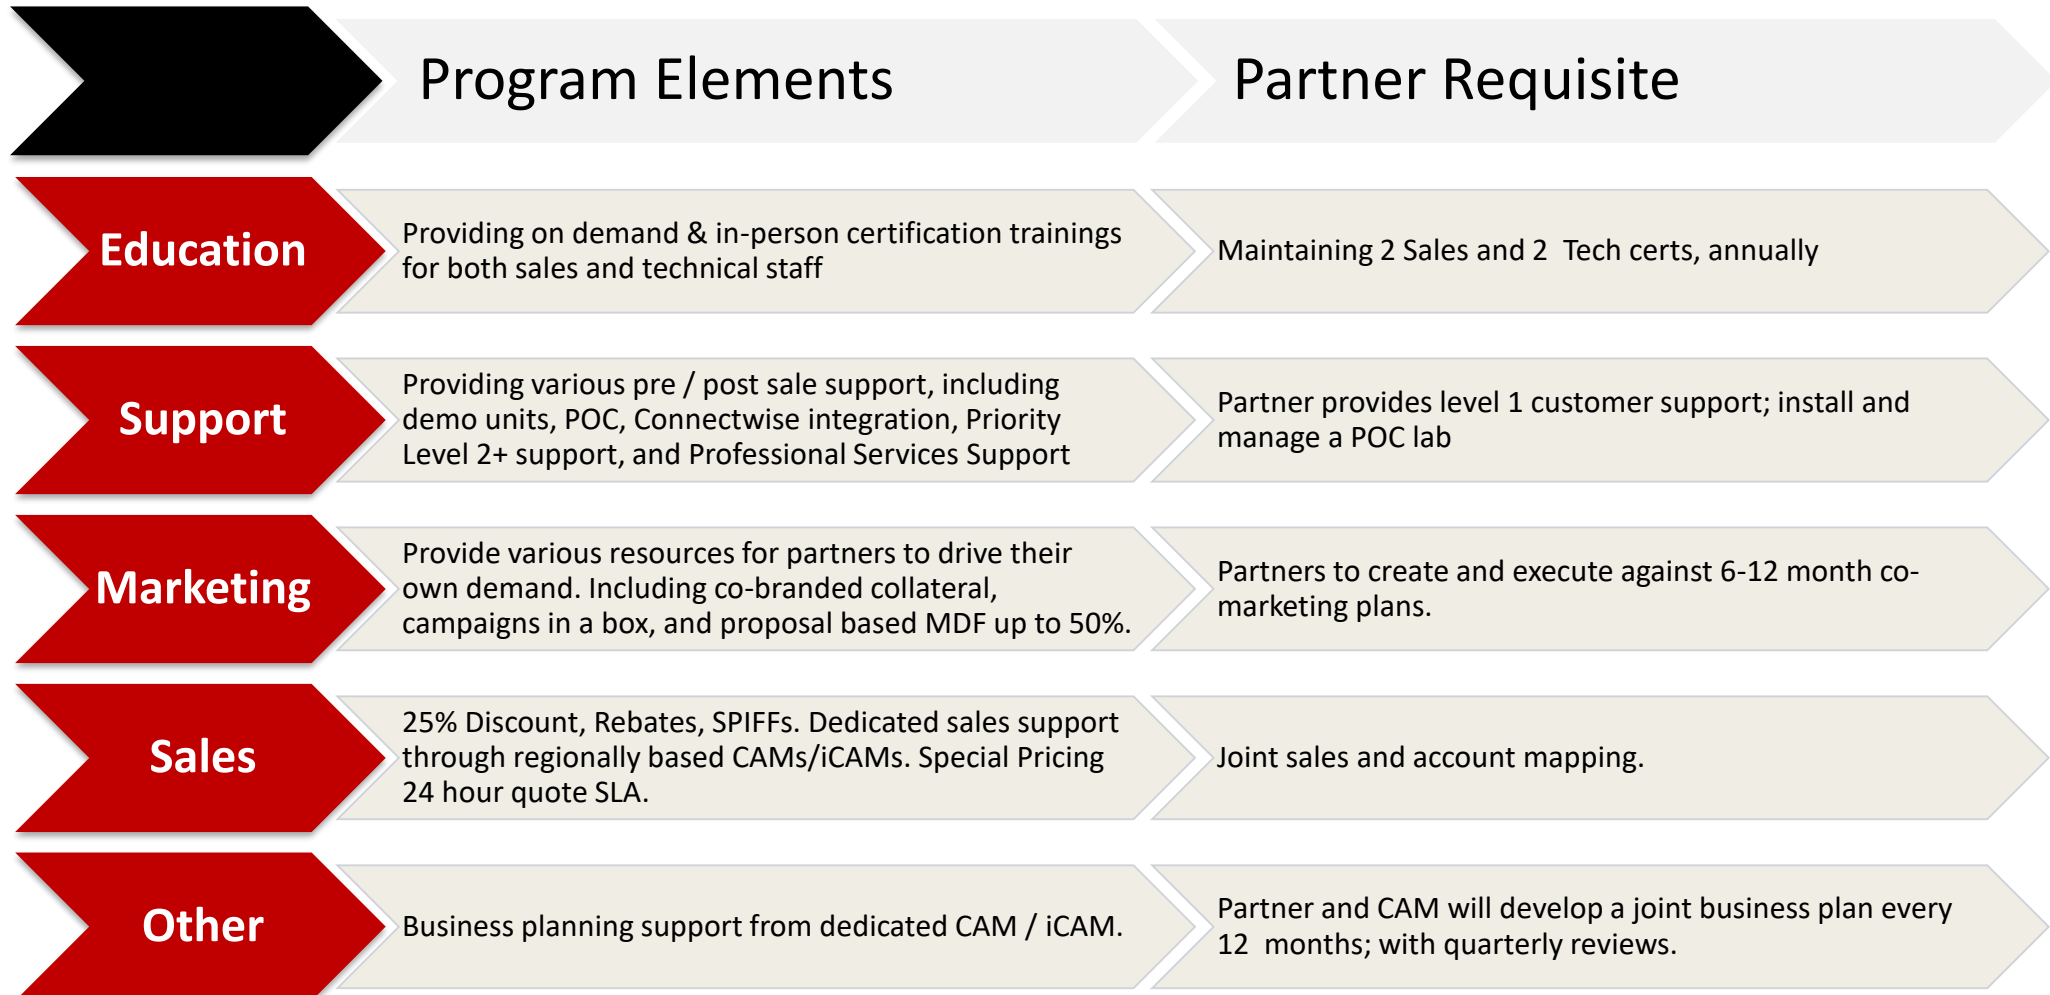 Program Elements
Partner Requisite
Education
Providing on demand & in-person certification trainings
for both sales and technical staff
Maintaining 2 Sales and 2  Tech certs, annually
Support
Providing various pre / post sale support, including
demo units, POC, Connectwise integration, Priority
Level 2+ support, and Professional Services Support
Partner provides level 1 customer support; install and
manage a POC lab
Marketing
Provide various resources for partners to drive their
own demand. Including co-branded collateral,
campaigns in a box, and proposal based MDF up to 50%.
Partners to create and execute against 6-12 month co-
marketing plans.
Sales
25% Discount, Rebates, SPIFFs. Dedicated sales support
through regionally based CAMs/iCAMs. Special Pricing
24 hour quote SLA.
Joint sales and account mapping.
Other
Business planning support from dedicated CAM / iCAM.
Partner and CAM will develop a joint business plan every
12  months; with quarterly reviews.